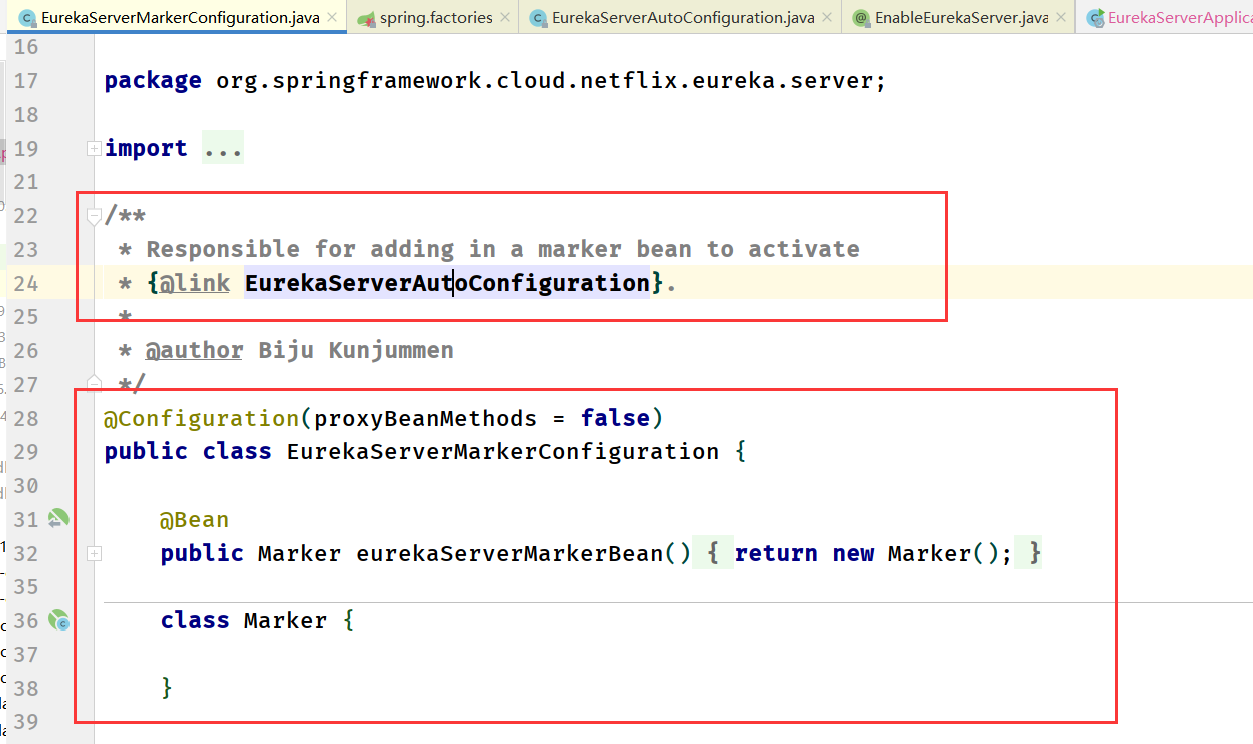 EurekaServerMarkerConfiguration.java × spring.factories × EurekaServerAutoConfiguration.java × EnableEurekaServer.java ×
16
17 package org.springframework.cloud.netflix.eureka.server;
18
19 import ...
21
22 /**
23 * Responsible for adding in a marker bean to activate
24 * {@link EurekaServerAutoConfiguration}.
25 *
26 * @author Biju Kunjummen
27 */
28 @Configuration(proxyBeanMethods = false)
29 public class EurekaServerMarkerConfiguration {
30
31 @Bean
32 public Marker eurekaServerMarkerBean() { return new Marker(); }
35
36 class Marker {
37
38 }
39